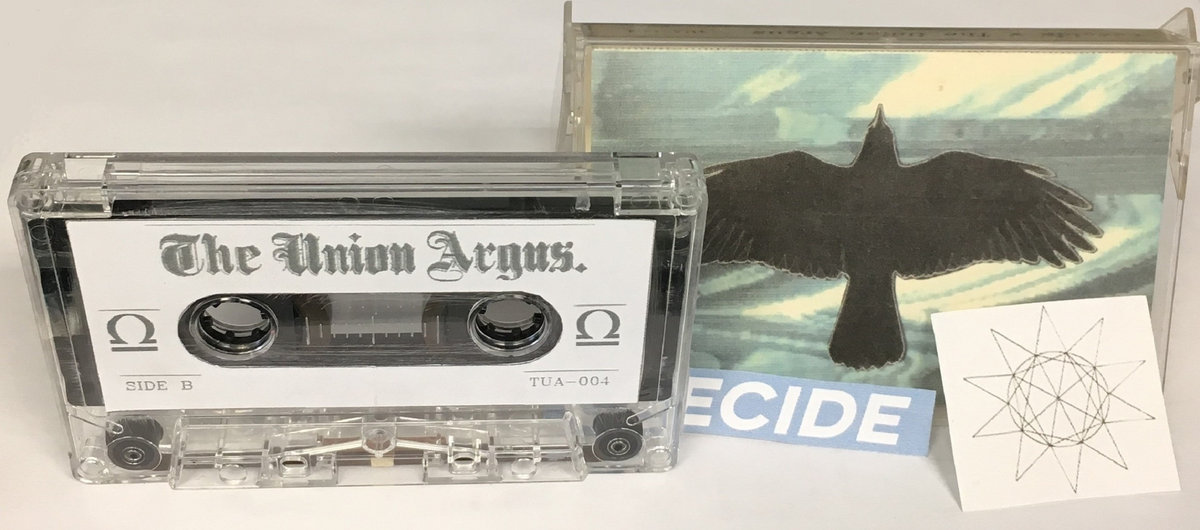 The Union Argus.
Ω Ω
SIDE B TUA-004
ECIDE